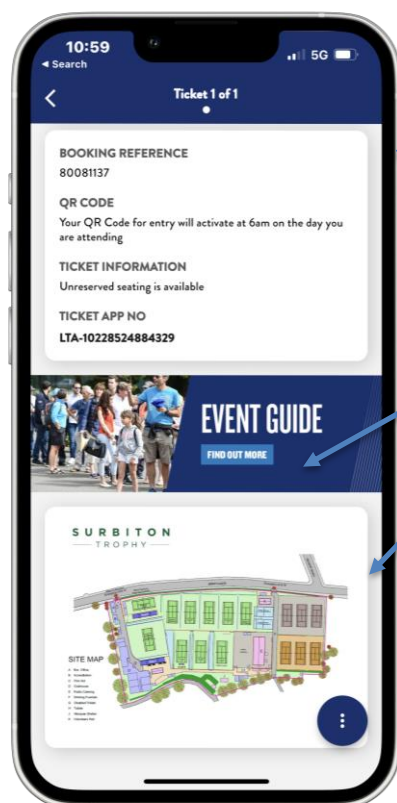 10:59
5G
◄ Search
Ticket 1 of 1
BOOKING REFERENCE
80081137
QR CODE
Your QR Code for entry will activate at 6am on the day you
are attending
TICKET INFORMATION
Unreserved seating is available
TICKET APP NO
LTA-10228524884329
EVENT GUIDE
FIND OUT MORE
SURBITON
TROPHY
SITE MAP